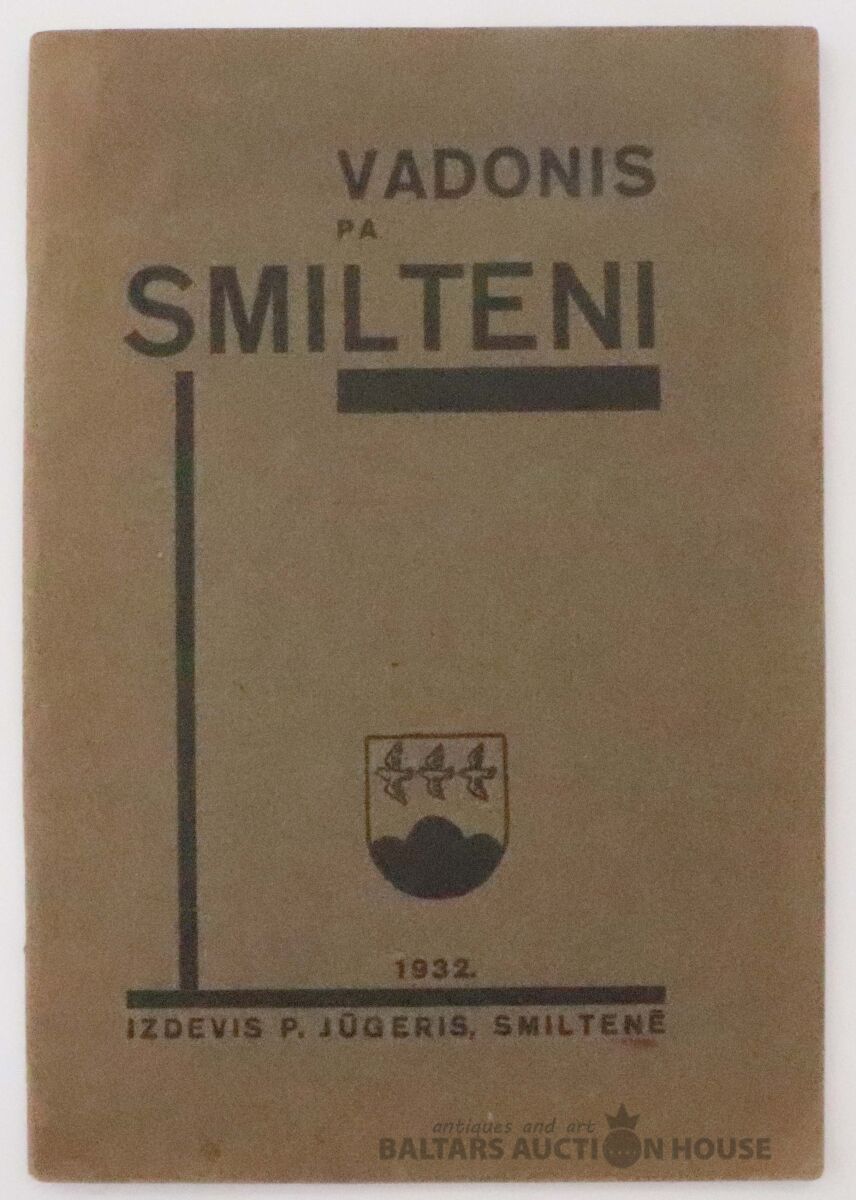 VADONIS
PA
SMILTENI
1932.
IZDEVIS P. JŪGERIS, SMILTENĒ
antiques and art
BALTARS AUCTION HOUSE